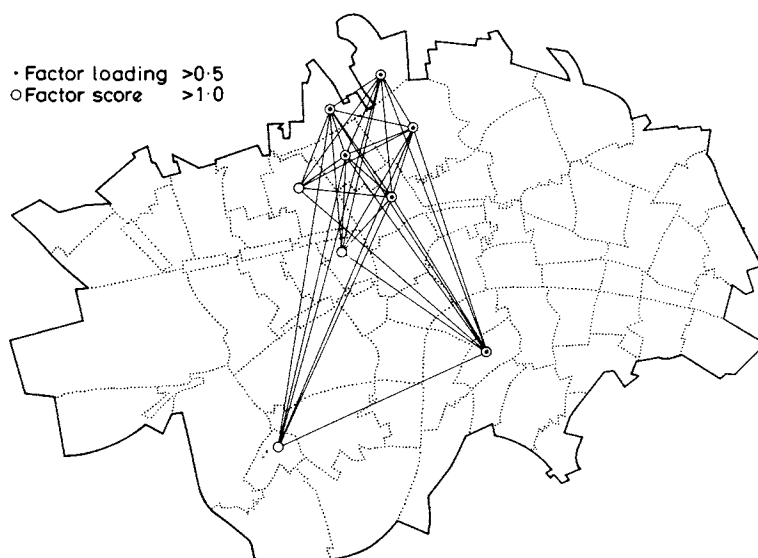 · Factor loading >0·5
○ Factor score >1·0